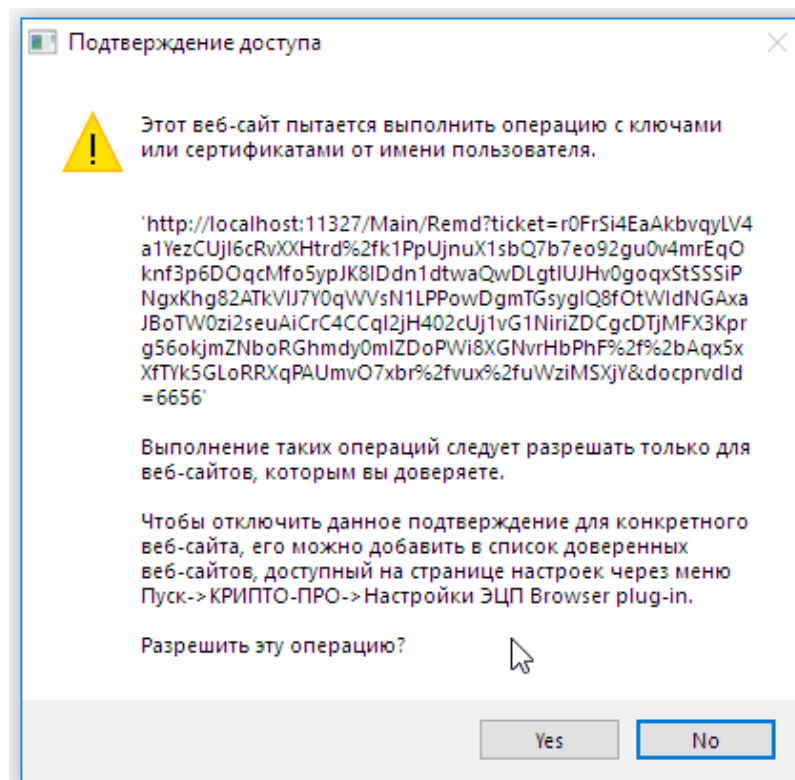 Подтверждение доступа
Этот веб-сайт пытается выполнить операцию с ключами
или сертификатами от имени пользователя.
'http://localhost:11327/Main/Remd?ticket=r0FrSi4EaAkbvqyLV4
a1YezCUjl6cRvXXHtrd%2fk1PpUjnuX1sbQ7b7eo92gu0v4mrEqO
knf3p6DOqcMfo5ypJK8IDdn1dtwaQwDLgtIUJHv0goqxStSSSiP
NgxKhg82ATkVIJ7Y0qWVsN1LPPowDgmTGsyglQ8fOtWIdNGAxa
JBoTW0zi2seuAiCrC4CCqI2jH402cUj1vG1NiriZDCgcDTjMFX3Kpr
g56okjmZNboRGhmdy0mIZDoPWi8XGNvrHbPhF%2f%2bAqx5x
XfTYk5GLoRRXqPAUmvO7xbr%2fvux%2fuWziMSXjY&docprvdId
=6656'
Выполнение таких операций следует разрешать только для
веб-сайтов, которым вы доверяете.
Чтобы отключить данное подтверждение для конкретного
веб-сайта, его можно добавить в список доверенных
веб-сайтов, доступный на странице настроек через меню
Пуск->КРИПТО-ПРО->Настройки ЭЦП Browser plug-in.
Разрешить эту операцию?
Yes
No